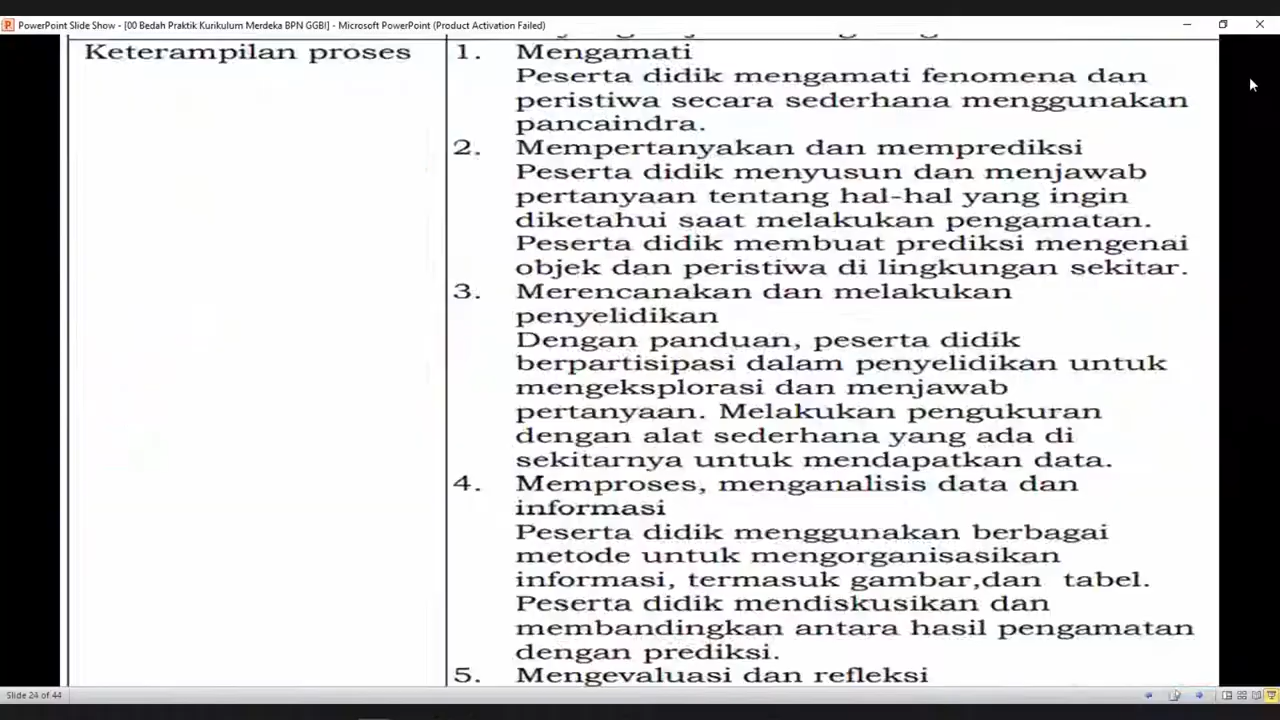 PowerPoint Slide Show - [00 Bedah Praktik Kurikulum Merdeka BPN GGBI] - Microsoft PowerPoint (Product Activation Failed)
Keterampilan proses
1. Mengamati
Peserta didik mengamati fenomena dan
peristiwa secara sederhana menggunakan
pancaindra.
2. Mempertanyakan dan memprediksi
Peserta didik menyusun dan menjawab
pertanyaan tentang hal-hal yang ingin
diketahui saat melakukan pengamatan.
Peserta didik membuat prediksi mengenai
objek dan peristiwa di lingkungan sekitar.
3. Merencanakan dan melakukan
penyelidikan
Dengan panduan, peserta didik
berpartisipasi dalam penyelidikan untuk
mengeksplorasi dan menjawab
pertanyaan. Melakukan pengukuran
dengan alat sederhana yang ada di
sekitarnya untuk mendapatkan data.
4. Memproses, menganalisis data dan
informasi
Peserta didik menggunakan berbagai
metode untuk mengorganisasikan
informasi, termasuk gambar,dan tabel.
Peserta didik mendiskusikan dan
membandingkan antara hasil pengamatan
dengan prediksi.
5. Mengevaluasi dan refleksi
Slide 24 of 44